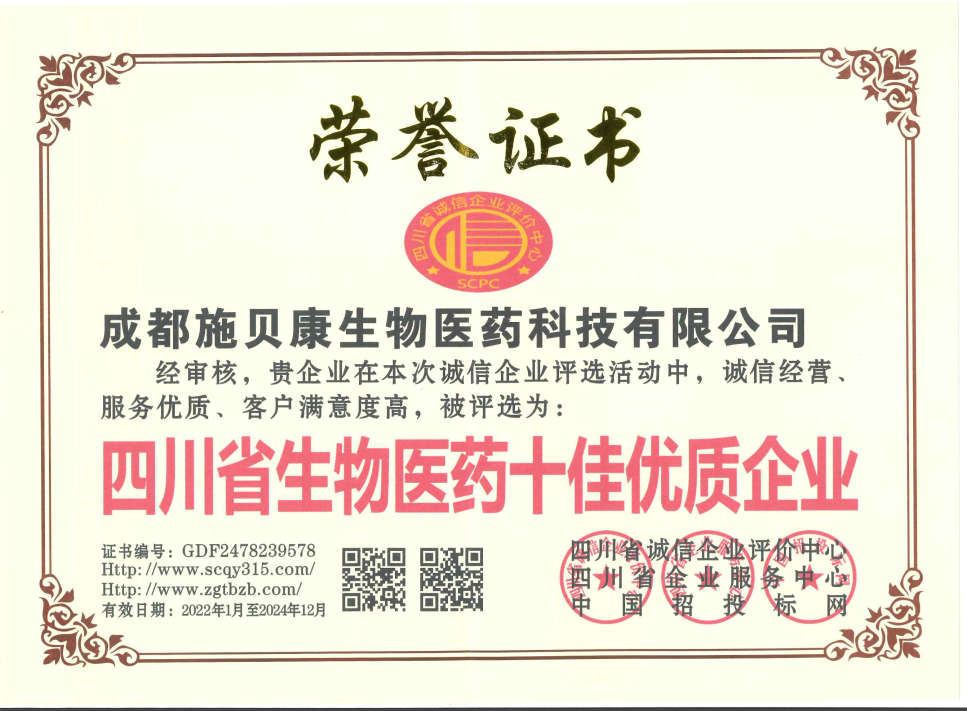 荣誉证书
四川省诚信企业评价中心
SCPC
成都施贝康生物医药科技有限公司
经审核，贵企业在本次诚信企业评选活动中，诚信经营、
服务优质、客户满意度高，被评选为：
四川省生物医药十佳优质企业
证书编号：GDF2478239578
Http://www.scqy315.com/
Http://www.zgtbzb.com/
有效日期：2022年1月至2024年12月
四川省诚信企业评价中心
四川省企业服务中心
中国招投标网